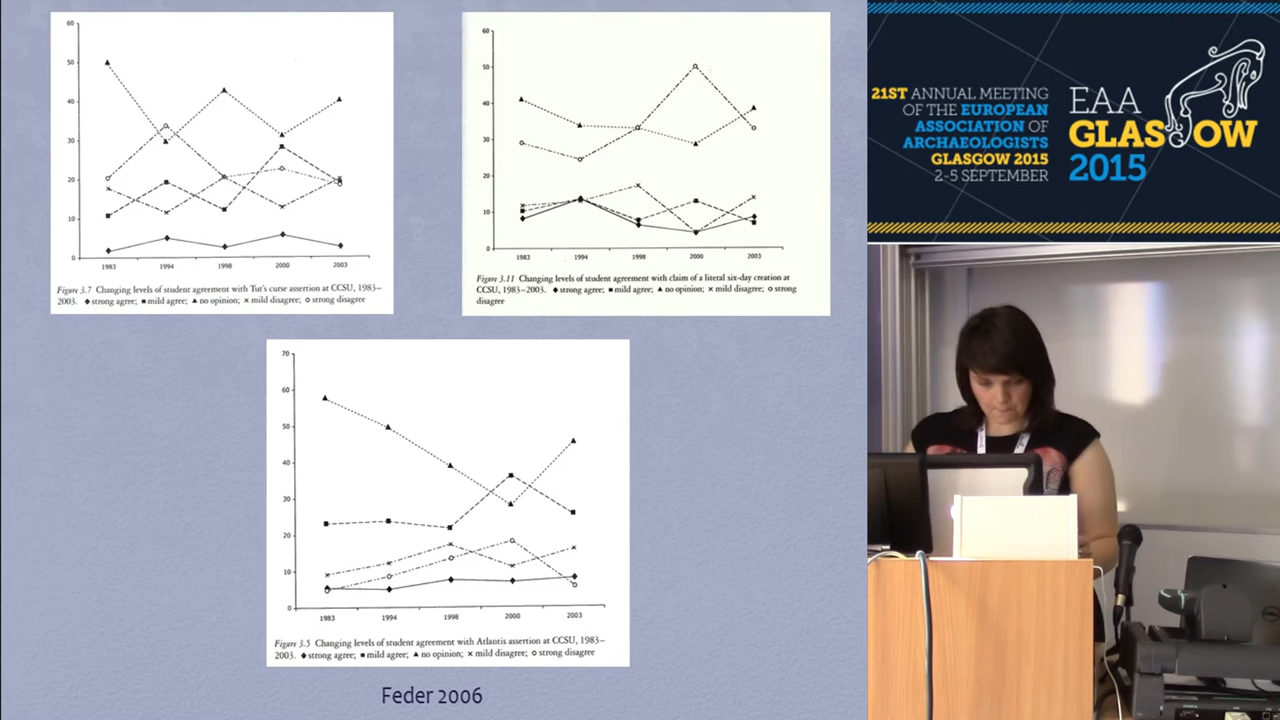 60
50
40
30
20
10
0
1983 1994 1998 2000 2003
Figure 3.7 Changing levels of student agreement with Tut's curse assertion at CCSU, 1983–
2003. ◆ strong agree; ■ mild agree; ▲ no opinion; × mild disagree; ○ strong disagree
60
50
40
30
20
10
0
1983 1994 1998 2000 2003
Figure 3.11 Changing levels of student agreement with claim of a literal six-day creation at
CCSU, 1983–2003. ◆ strong agree; ■ mild agree; ▲ no opinion; × mild disagree; ○ strong
disagree
70
60
50
40
30
20
10
0
1983 1994 1998 2000 2003
Figure 3.5 Changing levels of student agreement with Atlantis assertion at CCSU, 1983–
2003. ◆ strong agree; ■ mild agree; ▲ no opinion; × mild disagree; ○ strong disagree
Feder 2006
21ST ANNUAL MEETING
OF THE EUROPEAN
ASSOCIATION OF
ARCHAEOLOGISTS
GLASGOW 2015
2-5 SEPTEMBER
EAA
GLASGOW
2015